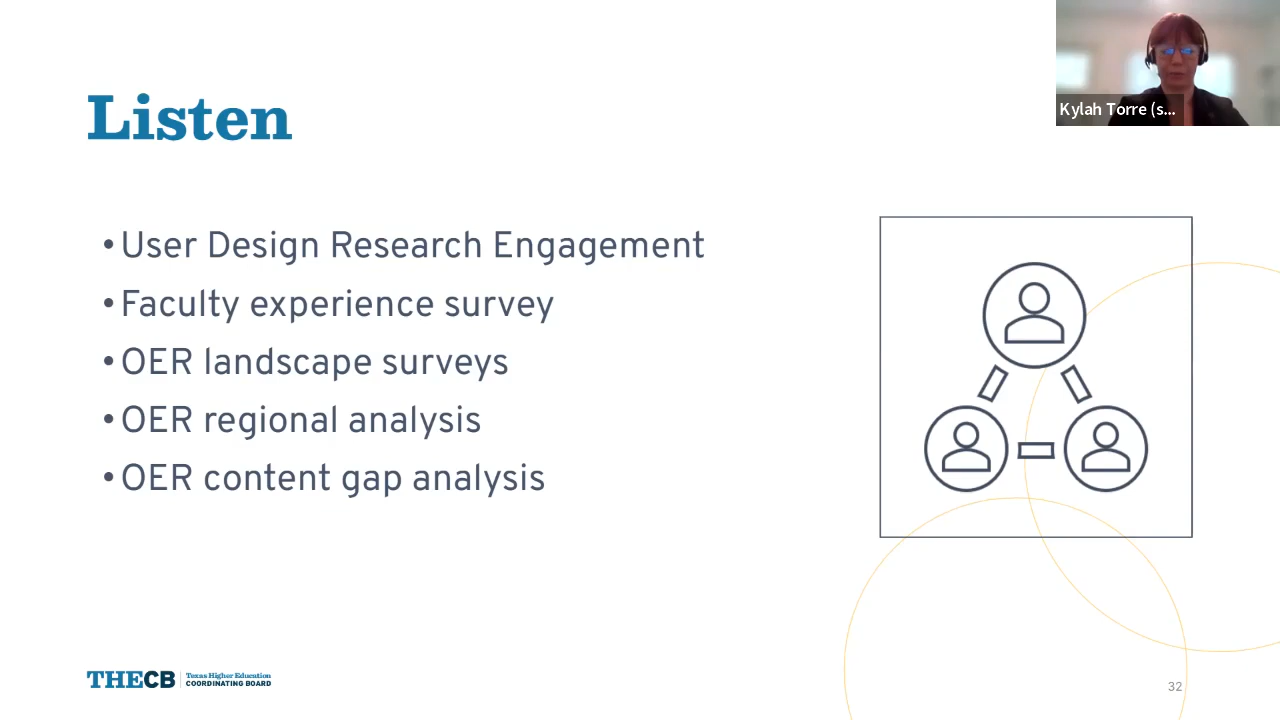 Kylah Torre (s...
Listen
• User Design Research Engagement
• Faculty experience survey
• OER landscape surveys
• OER regional analysis
• OER content gap analysis
THECB
Texas Higher Education
COORDINATING BOARD
32